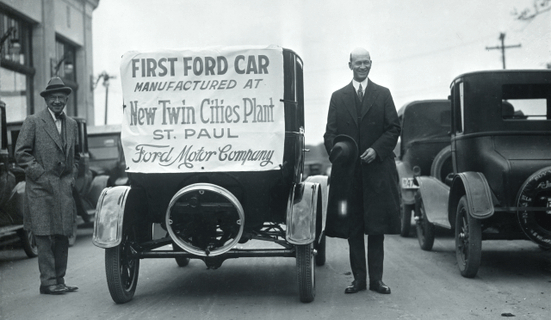 FIRST FORD CAR
MANUFACTURED AT
New Twin Cities Plant
ST. PAUL
Ford Motor Company